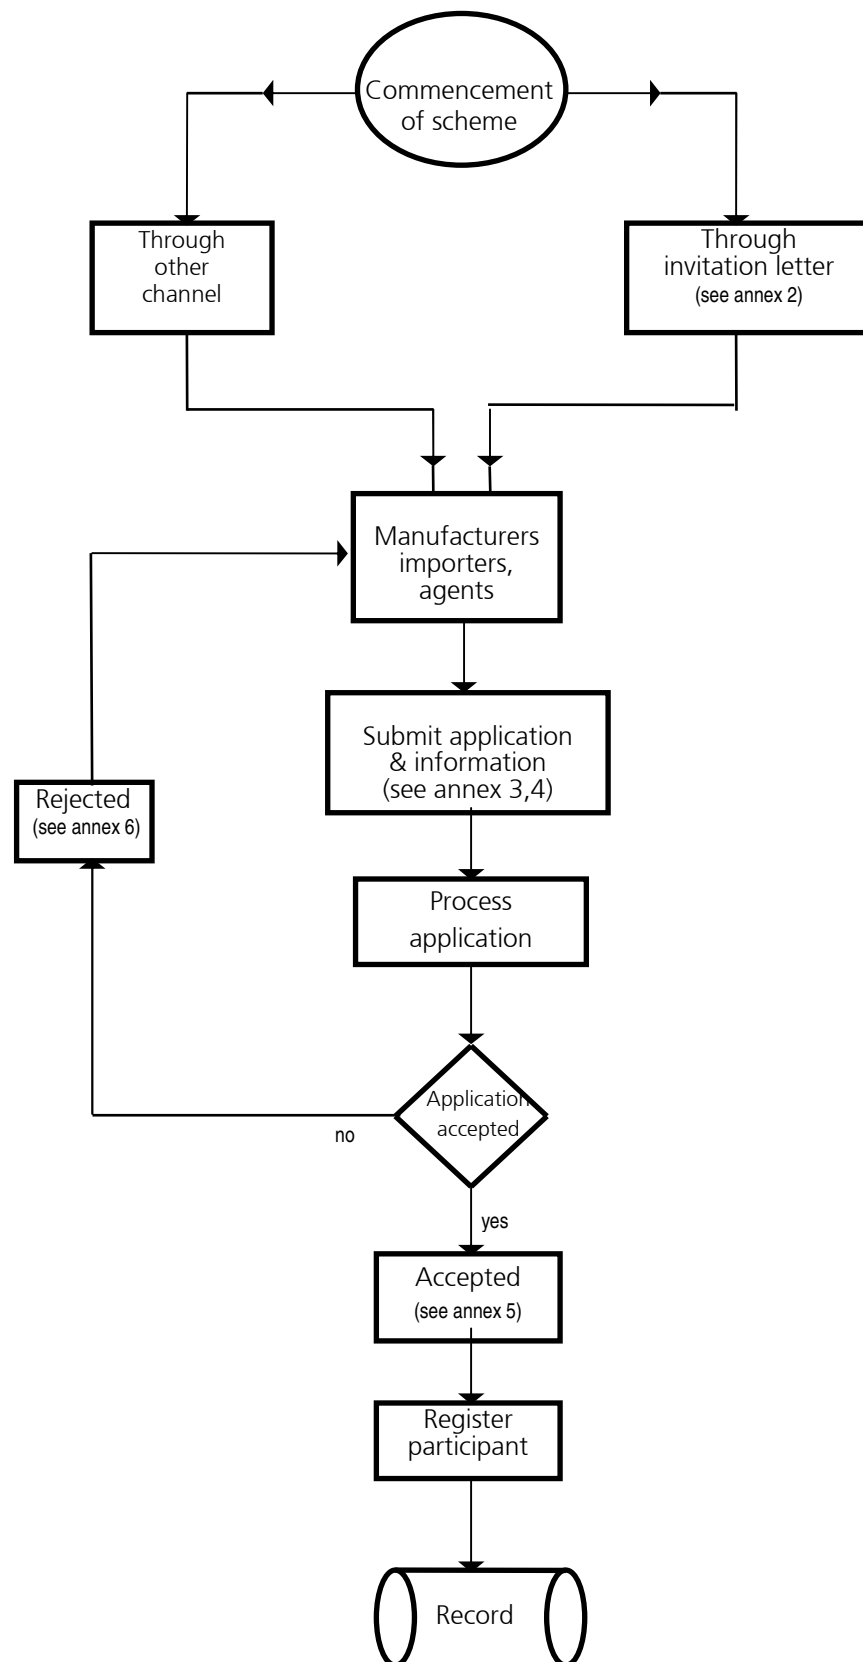 Commencement
of scheme
Through
other
channel
Through
invitation letter
(see annex 2)
Manufacturers
importers,
agents
Submit application
& information
(see annex 3,4)
Rejected
(see annex 6)
Process
application
Application
accepted
no
yes
Accepted
(see annex 5)
Register
participant
Record